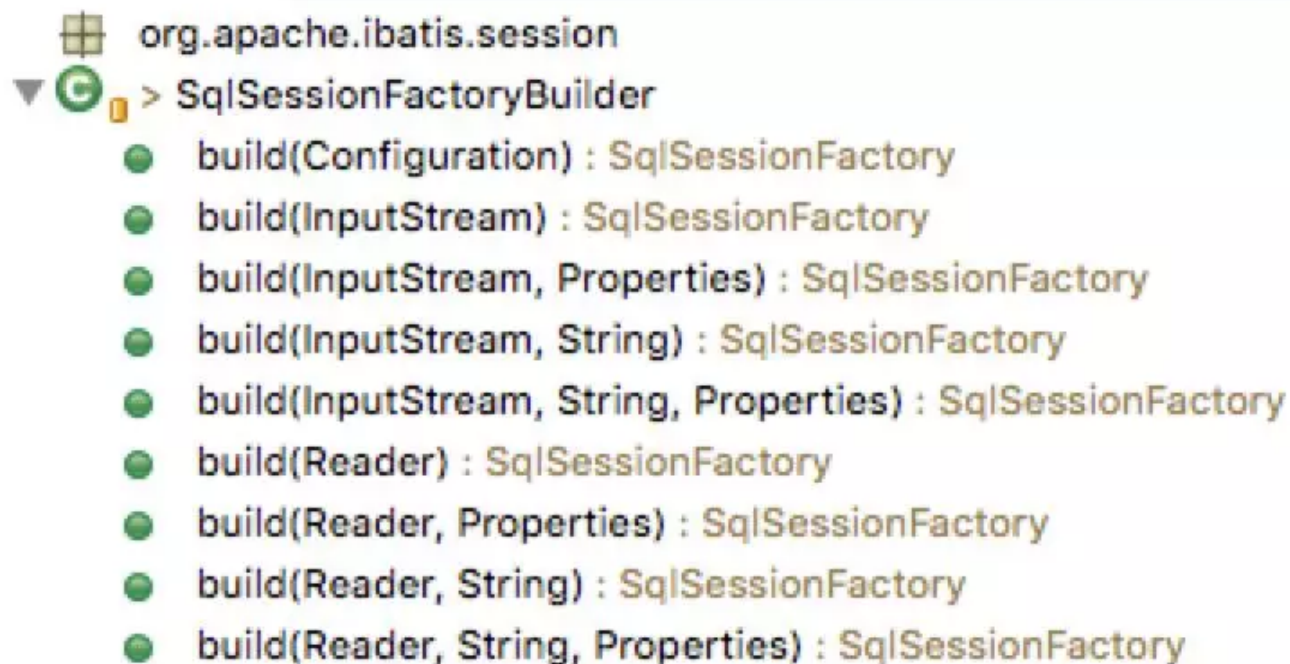 org.apache.ibatis.session
> SqlSessionFactoryBuilder
build(Configuration) : SqlSessionFactory
build(InputStream) : SqlSessionFactory
build(InputStream, Properties) : SqlSessionFactory
build(InputStream, String) : SqlSessionFactory
build(InputStream, String, Properties) : SqlSessionFactory
build(Reader) : SqlSessionFactory
build(Reader, Properties) : SqlSessionFactory
build(Reader, String) : SqlSessionFactory
build(Reader, String, Properties) : SqlSessionFactory